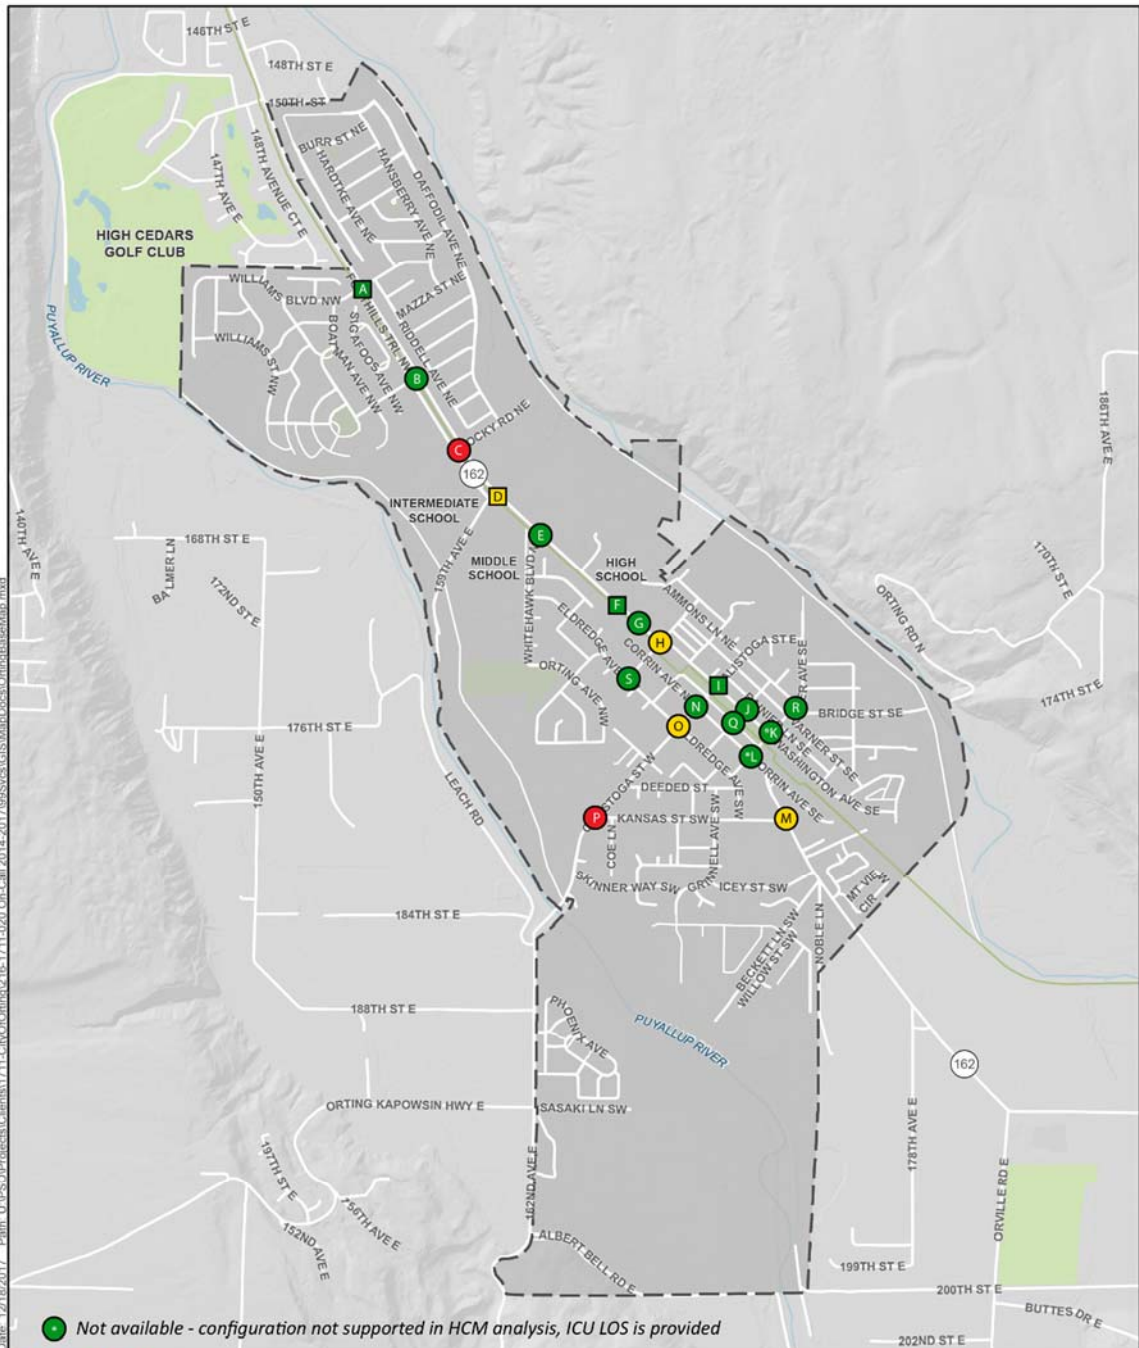 146TH ST E
148TH ST E
150TH ST
BURR ST NE
HARDTKE AVE NE
HANSBERRY AVE NE
DAFFODIL AVE NE
147TH AVE E
148TH AVENUE CT E
HIGH CEDARS
GOLF CLUB
A
WILLIAMS BLVD NW
MAZZA ST NE
PUYALLUP RIVER
BOATMAN AVE NW
SIGAFOOS AVE NW
RIDDELL AVE NE
WILLIAMS ST NW
B
186TH AVE E
C
162
INTERMEDIATE
SCHOOL
D
140TH AVE E
168TH ST E
BALMER LN
159TH AVE E
E
MIDDLE
SCHOOL
HIGH
SCHOOL
170TH ST E
172ND ST E
WHITEHAWK BLVD
F
AMMONS LN NE
ORTING RD N
G
H
ELDREDGE AVE
CORRIN AVE N
ORTING AVE NW
S
I
174TH ST E
N
J
R
Q
BRIDGE ST SE
*K
VARNER ST SE
176TH ST E
O
*L
WASHINGTON AVE SE
150TH AVE E
LEACH RD
CORRIN AVE SE
DEEDED ST
P
KANSAS ST SW
M
COE LN
GRINNELL AVE SW
SKINNER WAY SW
ICEY ST SW
MT VIEW
CIR
184TH ST E
BECKETT LN SW
WILLOW ST SW
NOBLE LN
188TH ST E
PHOENIX AVE
PUYALLUP RIVER
162
ORTING KAPOWSIN HWY E
SASAKI LN SW
178TH AVE E
197TH ST E
162ND AVE E
156TH AVE E
152ND AVE E
ORVILLE RD E
ALBERT BELL RD E
199TH ST E
200TH ST E
BUTTES DR E
202ND ST E
* Not available - configuration not supported in HCM analysis, ICU LOS is provided